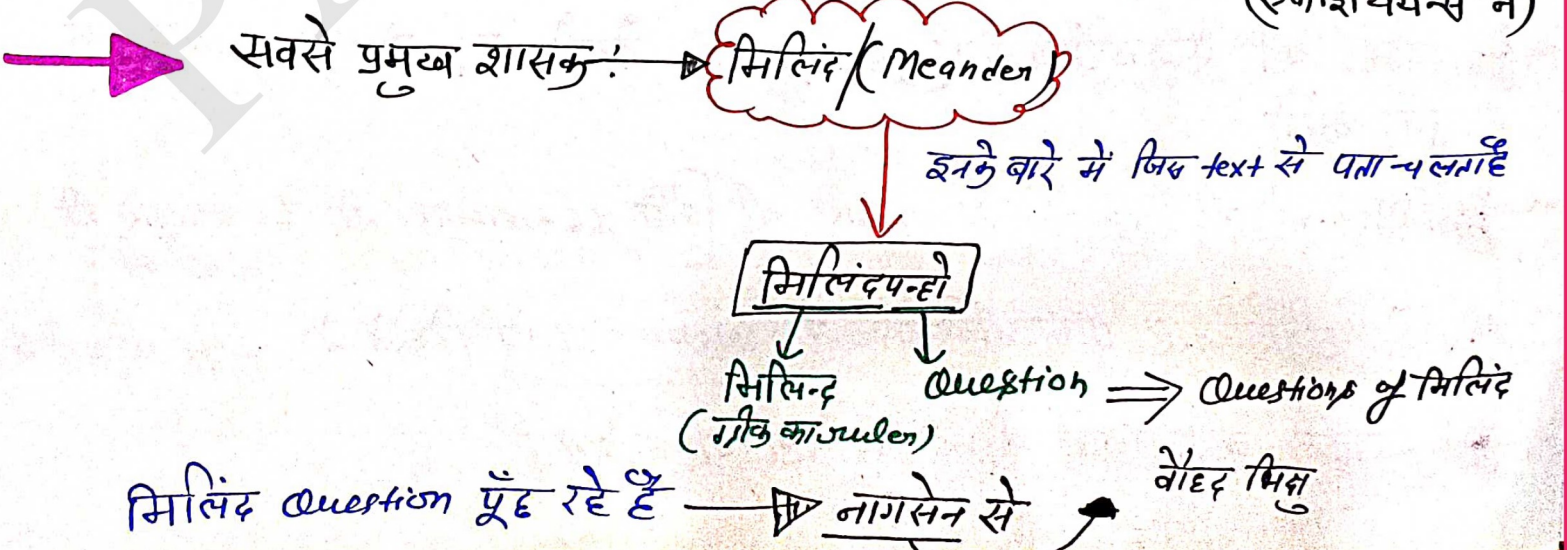 सबसे प्रमुख शासक :
मिलिंद / (Meander)
इनके बारे में जिस text से पता चलता है
मिलिंदपन्हो
मिलिन्द
(ग्रीक का ruler)
Question
Questions of मिलिंद
मिलिंद Question पूँछ रहे हैं
नागसेन से
बौद्ध भिक्षु